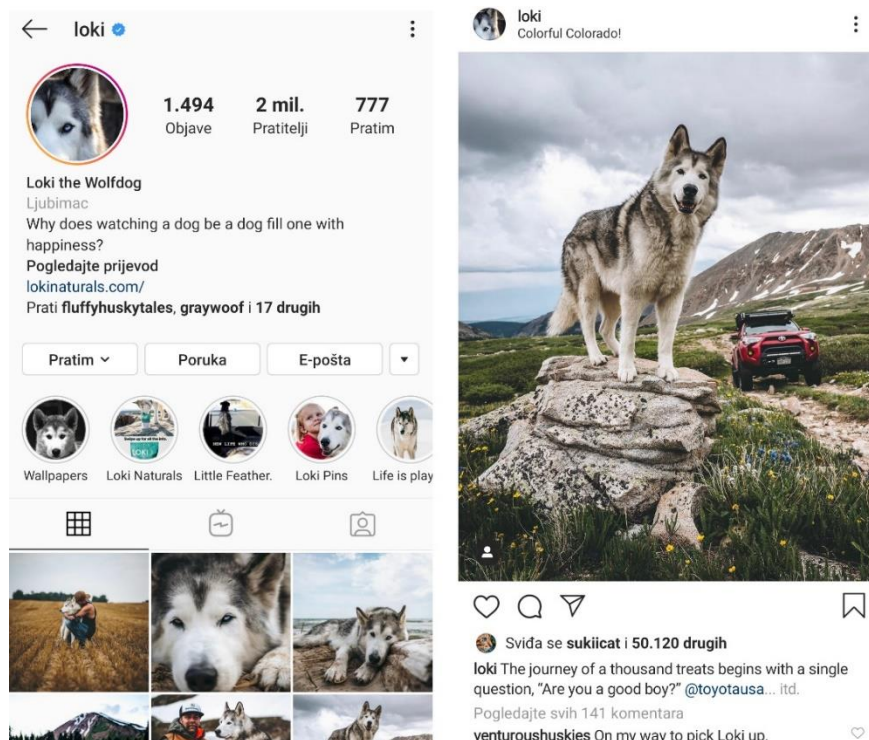 loki
1.494 2 mil. 777
Objave Pratitelji Pratim
Loki the Wolfdog
Ljubimac
Why does watching a dog be a dog fill one with
happiness?
Pogledajte prijevod
lokinaturals.com/
Prati fluffyhuskytales, graywoof i 17 drugih
Pratim Poruka E-pošta
LOKI
Wallpapers Loki Naturals Little Feather. Loki Pins Life is play
loki
Colorful Colorado!
Sviđa se sukiicat i 50.120 drugih
loki The journey of a thousand treats begins with a single
question, “Are you a good boy?” @toyotausa... itd.
Pogledajte svih 141 komentara
venturoushuskies On my way to pick Loki up.